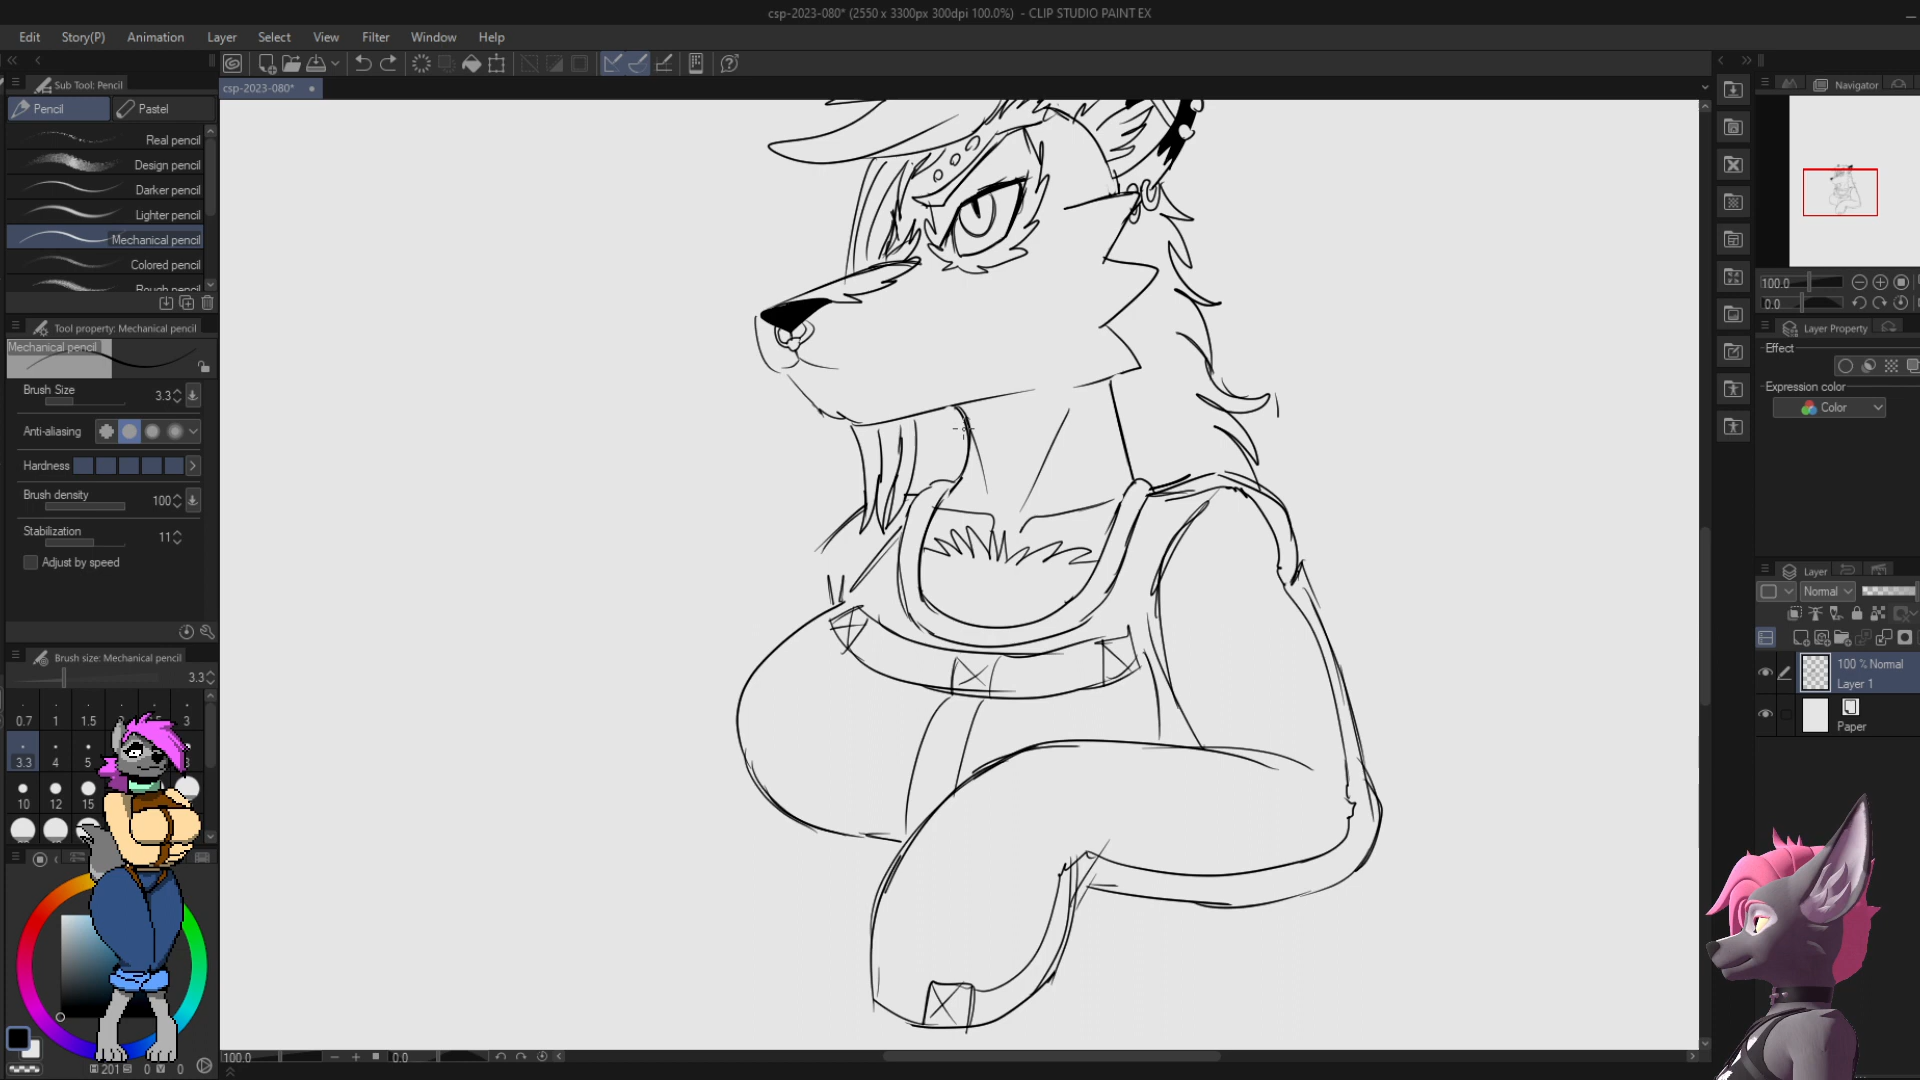 csp-2023-080* (2550 x 3300px 300dpi 100.0%) - CLIP STUDIO PAINT EX
Edit Story(P) Animation Layer Select View Filter Window Help
Sub Tool: Pencil
csp-2023-080*
Navigator
Pencil Pastel
Real pencil
Design pencil
Darker pencil
Lighter pencil
Mechanical pencil
Colored pencil
Rough pencil
100.0
0.0
Tool property: Mechanical pencil
Layer Property
Mechanical pencil
Effect
Brush Size 3.3
Expression color
Color
Anti-aliasing
Hardness
Brush density 100
Stabilization 11
Adjust by speed
Layer
Normal
Brush size: Mechanical pencil
3.3
100 % Normal
Layer 1
0.7 1 1.5 3
Paper
3.3 4 5
10 12 15
100.0 0.0
201 0 V 0